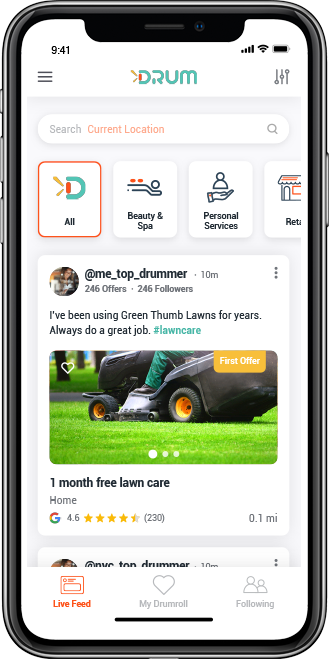 9:41
DRUM
Search Current Location
All
Beauty &
Spa
Personal
Services
Reta
@me_top_drummer · 10m
246 Offers · 246 Followers
I've been using Green Thumb Lawns for years.
Always do a great job. #lawncare
First Offer
1 month free lawn care
Home
4.6 (230)
0.1 mi
@nyc_top_drumroll · 10m
Live Feed
My Drumroll
Following